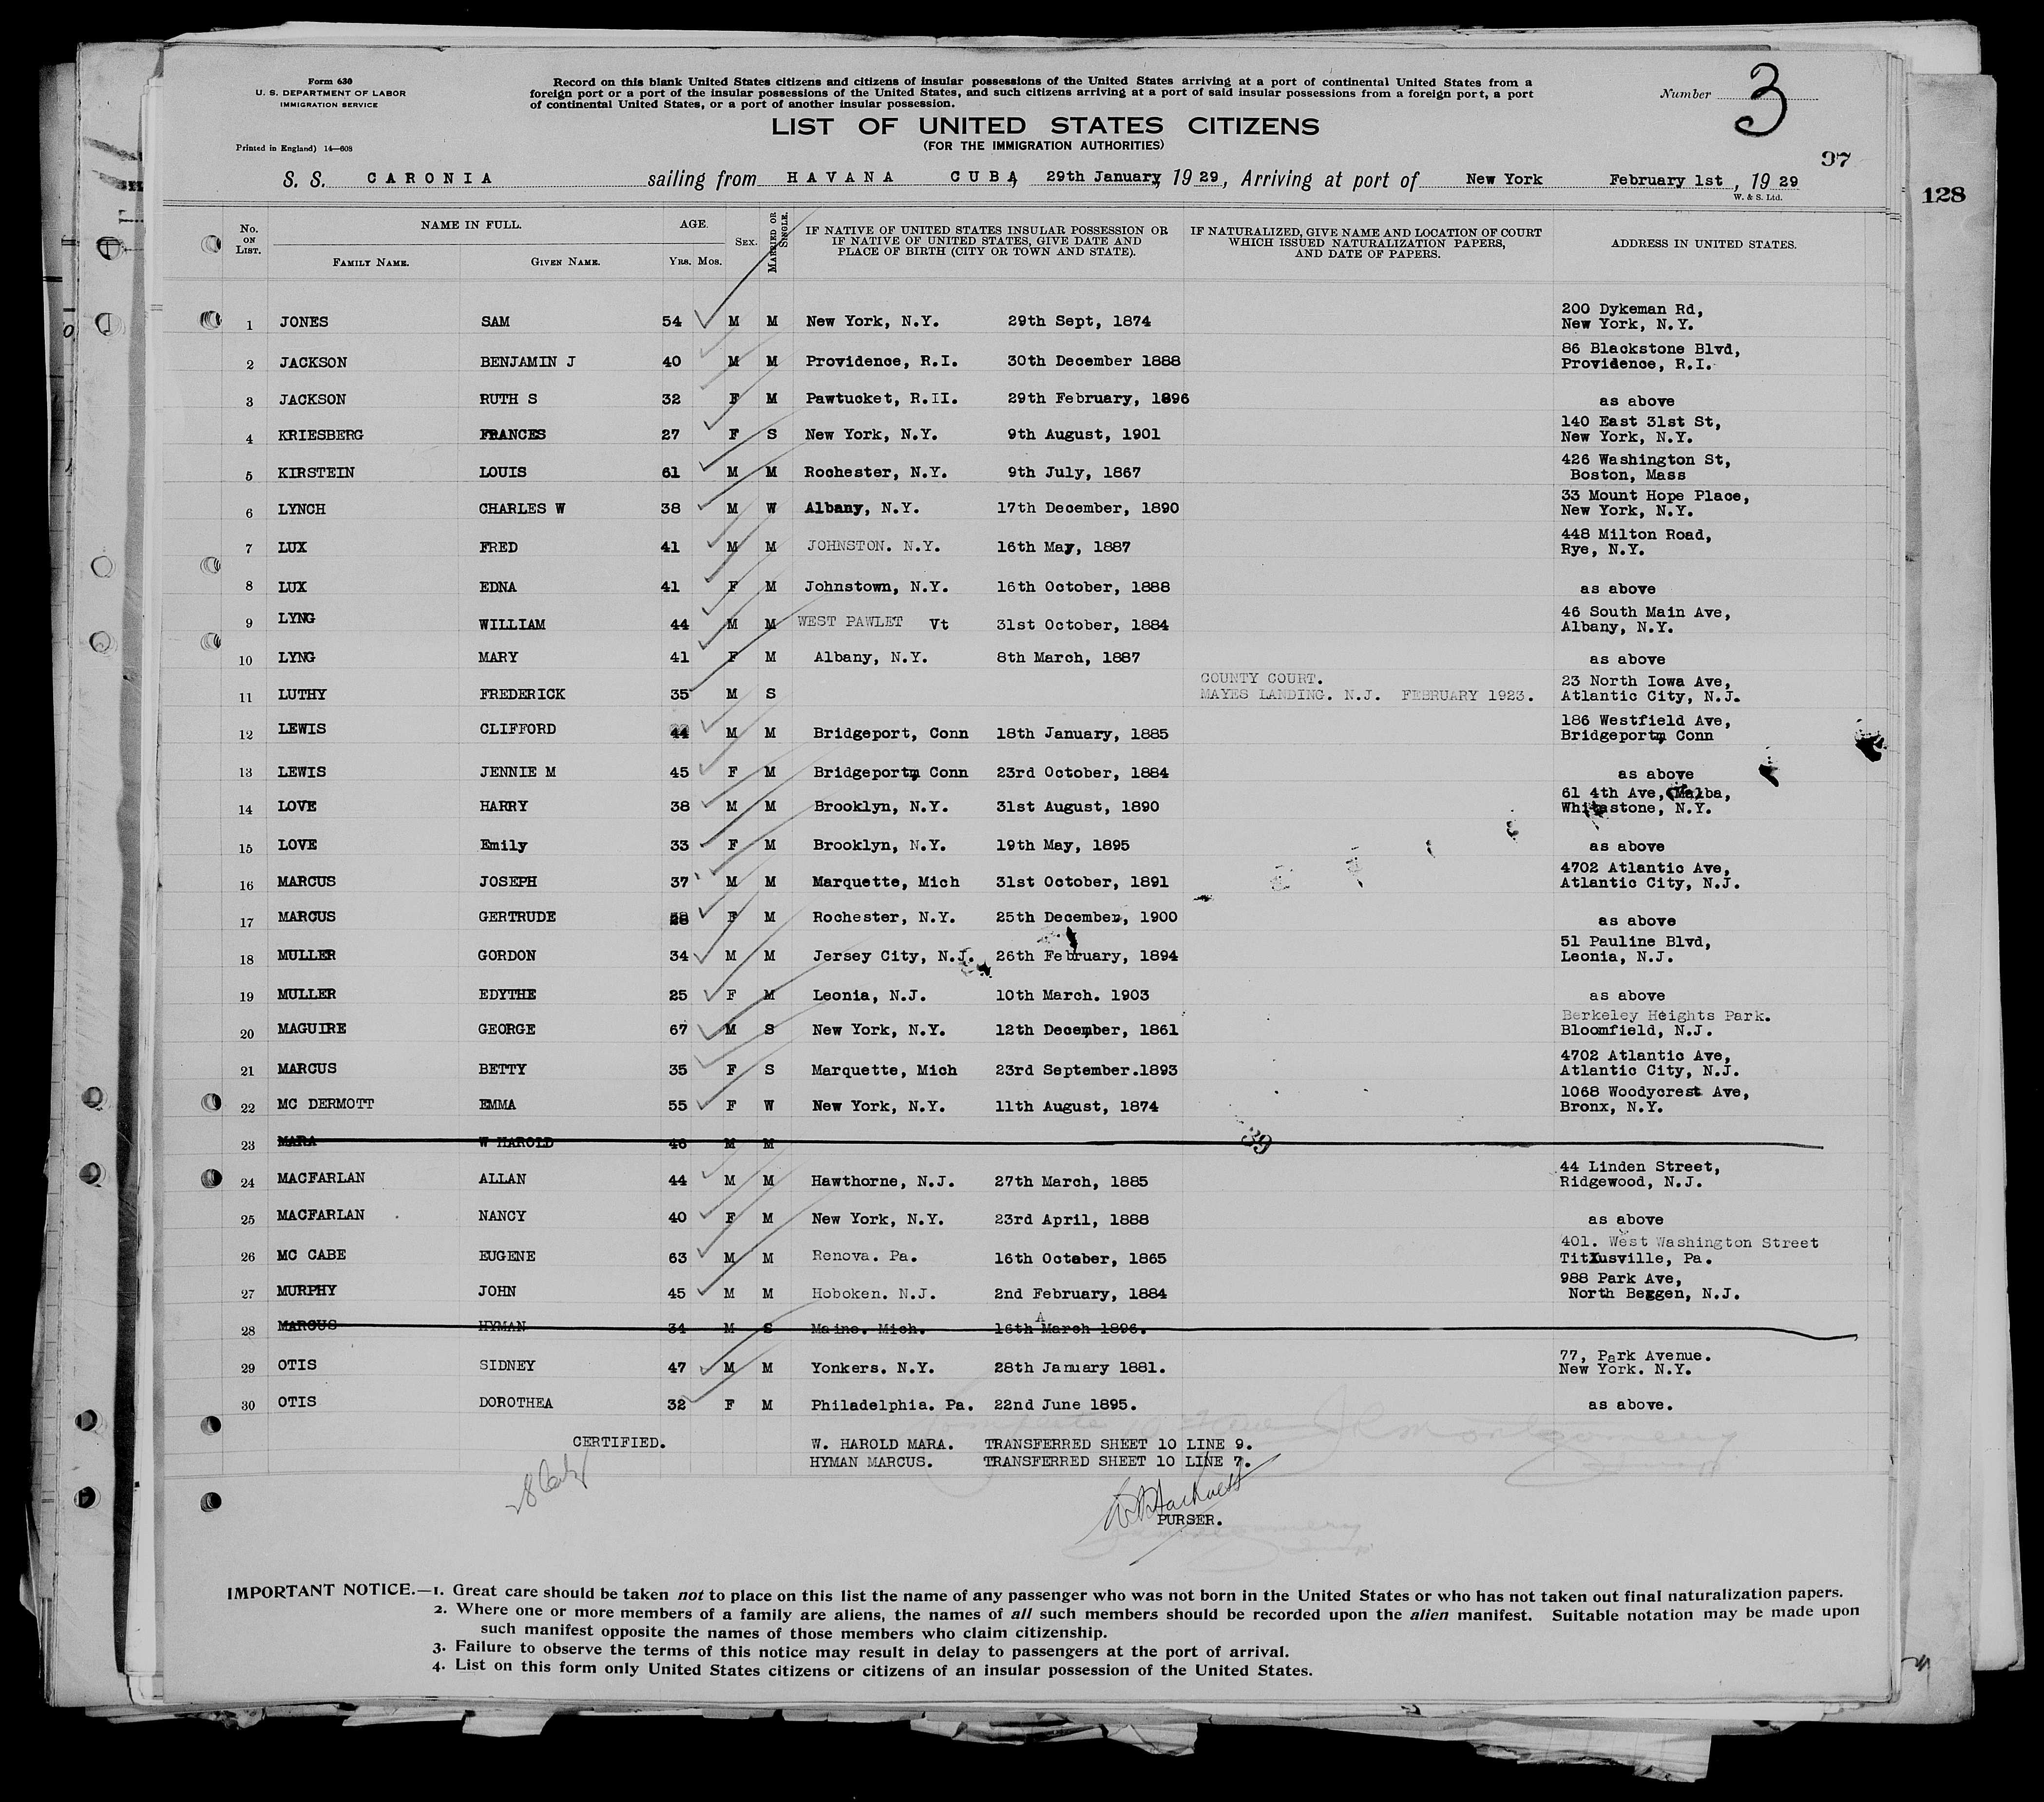 Form 630
U. S. DEPARTMENT OF LABOR
IMMIGRATION SERVICE
Printed in England) 14—608
Record on this blank United States citizens and citizens of insular possessions of the United States arriving at a port of continental United States from a
foreign port or a port of the insular possessions of the United States, and such citizens arriving at a port of said insular possessions from a foreign port, a port
of continental United States, or a port of another insular possession.
Number 3
LIST OF UNITED STATES CITIZENS
(FOR THE IMMIGRATION AUTHORITIES)
97
128
S. S. CARONIA sailing from HAVANA CUBA, 29th January, 19 29, Arriving at port of New York February 1st, 19 29
W. & S. Ltd.
No. ON LIST. NAME IN FULL. FAMILY NAME. GIVEN NAME. AGE. YRS. MOS. SEX. MARRIED OR SINGLE. IF NATIVE OF UNITED STATES INSULAR POSSESSION OR IF NATIVE OF UNITED STATES, GIVE DATE AND PLACE OF BIRTH (CITY OR TOWN AND STATE). IF NATURALIZED, GIVE NAME AND LOCATION OF COURT WHICH ISSUED NATURALIZATION PAPERS, AND DATE OF PAPERS. ADDRESS IN UNITED STATES.
1 JONES SAM 54 M M New York, N.Y. 29th Sept, 1874 200 Dykeman Rd, New York, N.Y.
2 JACKSON BENJAMIN J 40 M M Providence, R.I. 30th December 1888 86 Blackstone Blvd, Providence, R.I.
3 JACKSON RUTH S 32 F M Pawtucket, R.II. 29th February, 1896 as above
4 KRIESBERG FRANCES 27 F S New York, N.Y. 9th August, 1901 140 East 31st St, New York, N.Y.
5 KIRSTEIN LOUIS 61 M M Rochester, N.Y. 9th July, 1867 426 Washington St, Boston, Mass
6 LYNCH CHARLES W 38 M W Albany, N.Y. 17th December, 1890 33 Mount Hope Place, New York, N.Y.
7 LUX FRED 41 M M JOHNSTON. N.Y. 16th May, 1887 448 Milton Road, Rye, N.Y.
8 LUX EDNA 41 F M Johnstown, N.Y. 16th October, 1888 as above
9 LYNG WILLIAM 44 M M WEST PAWLET Vt 31st October, 1884 46 South Main Ave, Albany, N.Y.
10 LYNG MARY 41 F M Albany, N.Y. 8th March, 1887 as above
11 LUTHY FREDERICK 35 M S COUNTY COURT. MAYES LANDING. N.J. FEBRUARY 1923. 23 North Iowa Ave, Atlantic City, N.J.
12 LEWIS CLIFFORD 44 M M Bridgeport, Conn 18th January, 1885 186 Westfield Ave, Bridgeport, Conn
13 LEWIS JENNIE M 45 F M Bridgeport, Conn 23rd October, 1884 as above
14 LOVE HARRY 38 M M Brooklyn, N.Y. 31st August, 1890 61 4th Ave, Malba, Whitestone, N.Y.
15 LOVE Emily 33 F M Brooklyn, N.Y. 19th May, 1895 as above
16 MARCUS JOSEPH 37 M M Marquette, Mich 31st October, 1891 4702 Atlantic Ave, Atlantic City, N.J.
17 MARCUS GERTRUDE 28 F M Rochester, N.Y. 25th December, 1900 as above
18 MULLER GORDON 34 M M Jersey City, N.J. 26th February, 1894 51 Pauline Blvd, Leonia, N.J.
19 MULLER EDYTHE 25 F M Leonia, N.J. 10th March. 1903 as above
20 MAGUIRE GEORGE 67 M S New York, N.Y. 12th December, 1861 Berkeley Heights Park. Bloomfield, N.J.
21 MARCUS BETTY 35 F S Marquette, Mich 23rd September.1893 4702 Atlantic Ave, Atlantic City, N.J.
22 MC DERMOTT EMMA 55 F W New York, N.Y. 11th August, 1874 1068 Woodycrest Ave, Bronx, N.Y.
23 MARA W HAROLD 46 M M 39
24 MACFARLAN ALLAN 44 M M Hawthorne, N.J. 27th March, 1885 44 Linden Street, Ridgewood, N.J.
25 MACFARLAN NANCY 40 F M New York, N.Y. 23rd April, 1888 as above
26 MC CABE EUGENE 63 M M Renova. Pa. 16th October, 1865 401. West Washington Street Titusville, Pa.
27 MURPHY JOHN 45 M M Hoboken. N.J. 2nd February, 1884 988 Park Ave, North Bergen, N.J.
28 MARCUS HYMAN 34 M S Maine. Mich. 16th March 1896.
29 OTIS SIDNEY 47 M M Yonkers. N.Y. 28th January 1881. 77, Park Avenue. New York. N.Y.
30 OTIS DOROTHEA 32 F M Philadelphia. Pa. 22nd June 1895. as above.
CERTIFIED. W. HAROLD MARA. TRANSFERRED SHEET 10 LINE 9.
HYMAN MARCUS. TRANSFERRED SHEET 10 LINE 7.
PURSER.
IMPORTANT NOTICE.—1. Great care should be taken not to place on this list the name of any passenger who was not born in the United States or who has not taken out final naturalization papers.
2. Where one or more members of a family are aliens, the names of all such members should be recorded upon the alien manifest. Suitable notation may be made upon
such manifest opposite the names of those members who claim citizenship.
3. Failure to observe the terms of this notice may result in delay to passengers at the port of arrival.
4. List on this form only United States citizens or citizens of an insular possession of the United States.